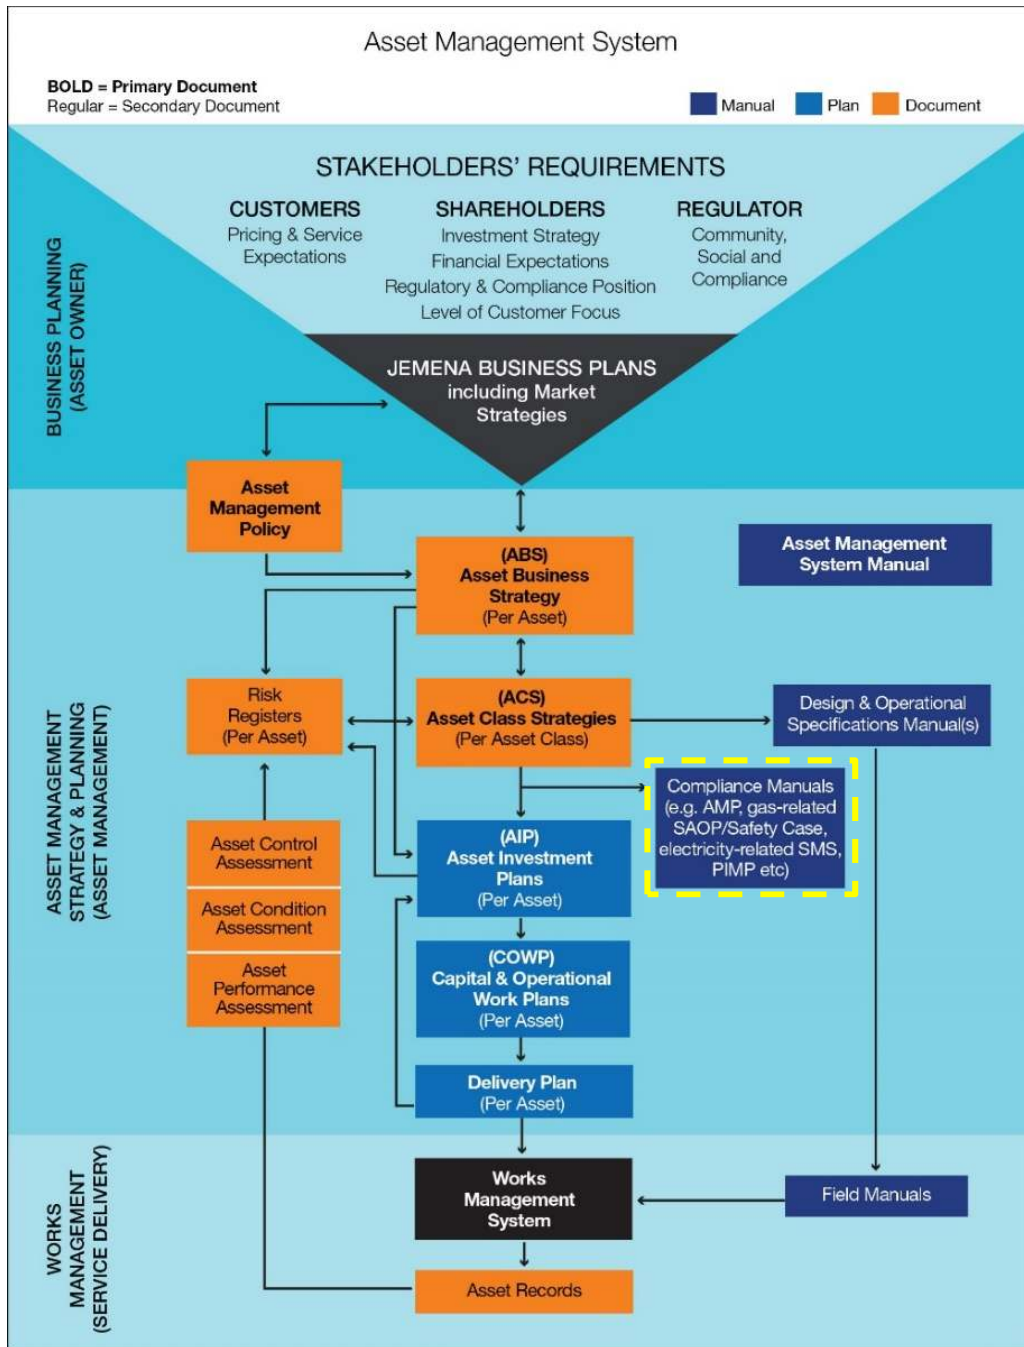 Asset Management System
BOLD = Primary Document
Regular = Secondary Document
Manual
Plan
Document
STAKEHOLDERS' REQUIREMENTS
CUSTOMERS
Pricing & Service
Expectations
SHAREHOLDERS
Investment Strategy
Financial Expectations
Regulatory & Compliance Position
Level of Customer Focus
REGULATOR
Community,
Social and
Compliance
BUSINESS PLANNING
(ASSET OWNER)
JEMENA BUSINESS PLANS
including Market
Strategies
Asset
Management
Policy
(ABS)
Asset Business
Strategy
(Per Asset)
Asset Management
System Manual
ASSET MANAGEMENT
STRATEGY & PLANNING
(ASSET MANAGEMENT)
Risk
Registers
(Per Asset)
(ACS)
Asset Class Strategies
(Per Asset Class)
Design & Operational
Specifications Manual(s)
Compliance Manuals
(e.g. AMP, gas-related
SAOP/Safety Case,
electricity-related SMS,
PIMP etc)
Asset Control
Assessment
Asset Condition
Assessment
Asset
Performance
Assessment
(AIP)
Asset Investment
Plans
(Per Asset)
(COWP)
Capital & Operational
Work Plans
(Per Asset)
Delivery Plan
(Per Asset)
WORKS
MANAGEMENT
(SERVICE DELIVERY)
Works
Management
System
Field Manuals
Asset Records